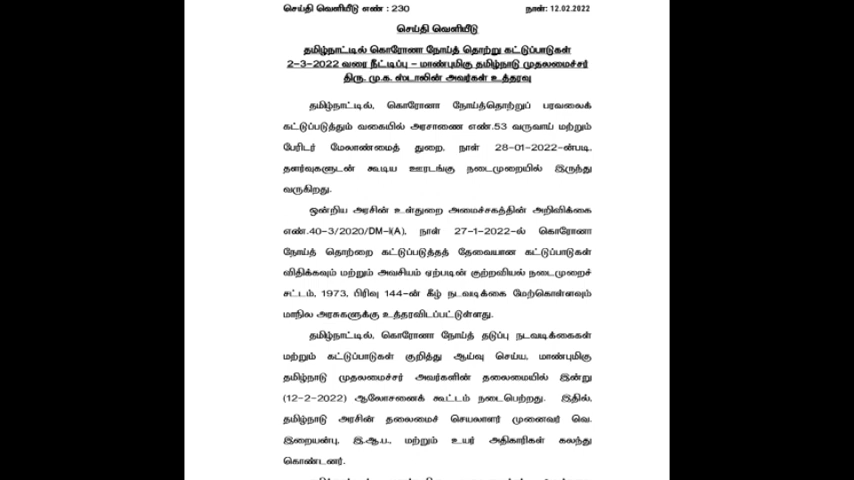 செய்தி வெளியீடு எண் : 230 நாள்: 12.02.2022
செய்தி வெளியீடு
தமிழ்நாட்டில் கொரோனா நோய்த் தொற்று கட்டுப்பாடுகள்
2-3-2022 வரை நீட்டிப்பு – மாண்புமிகு தமிழ்நாடு முதலமைச்சர்
திரு. மு.க. ஸ்டாலின் அவர்கள் உத்தரவு
தமிழ்நாட்டில், கொரோனா நோய்த்தொற்றுப் பரவலைக்
கட்டுப்படுத்தும் வகையில் அரசாணை எண்.53 வருவாய் மற்றும்
பேரிடர் மேலாண்மைத் துறை, நாள் 28-01-2022-ன்படி,
தளர்வுகளுடன் கூடிய ஊரடங்கு நடைமுறையில் இருந்து
வருகிறது.
ஒன்றிய அரசின் உள்துறை அமைச்சகத்தின் அறிவிக்கை
எண்.40-3/2020/DM-I(A), நாள் 27-1-2022-ல் கொரோனா
நோய்த் தொற்றை கட்டுப்படுத்தத் தேவையான கட்டுப்பாடுகள்
விதிக்கவும் மற்றும் அவசியம் ஏற்படின் குற்றவியல் நடைமுறைச்
சட்டம், 1973, பிரிவு 144-ன் கீழ் நடவடிக்கை மேற்கொள்ளவும்
மாநில அரசுகளுக்கு உத்தரவிடப்பட்டுள்ளது.
தமிழ்நாட்டில், கொரோனா நோய்த் தடுப்பு நடவடிக்கைகள்
மற்றும் கட்டுப்பாடுகள் குறித்து ஆய்வு செய்ய, மாண்புமிகு
தமிழ்நாடு முதலமைச்சர் அவர்களின் தலைமையில் இன்று
(12-2-2022) ஆலோசனைக் கூட்டம் நடைபெற்றது. இதில்,
தமிழ்நாடு அரசின் தலைமைச் செயலாளர் முனைவர் வெ.
இறையன்பு, இ.ஆ.ப., மற்றும் உயர் அதிகாரிகள் கலந்து
கொண்டனர்.